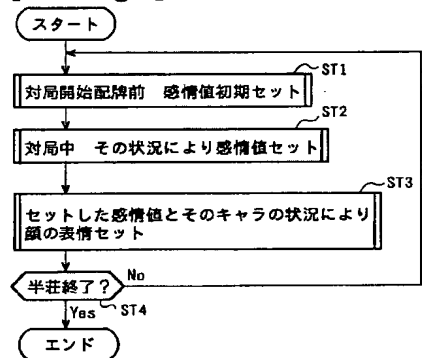 スタート
ST1
対局開始配牌前　感情値初期セット
ST2
対局中　その状況により感情値セット
ST3
セットした感情値とそのキャラの状況により
顔の表情セット
半荘終了？
No
Yes
ST4
エンド